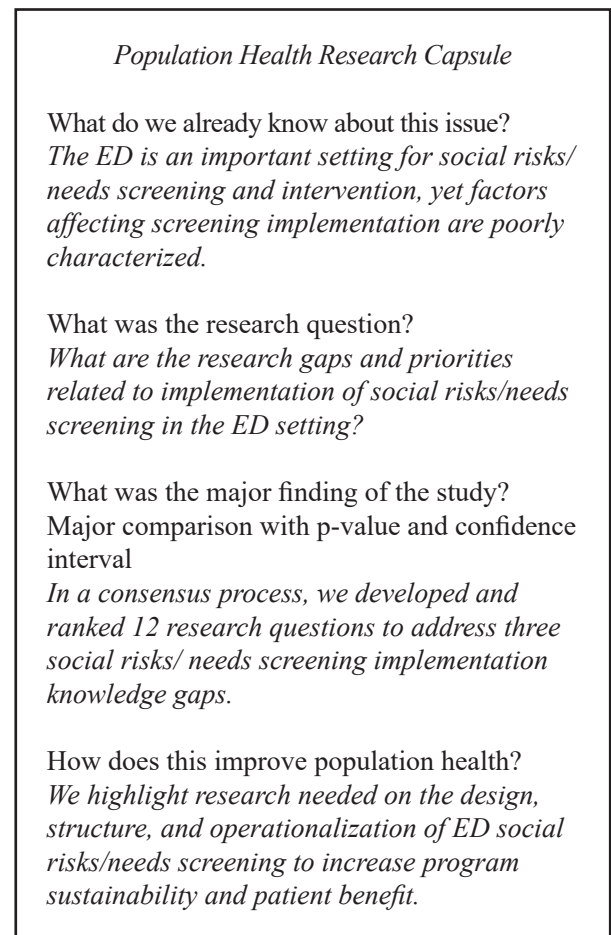 Population Health Research Capsule
What do we already know about this issue?
The ED is an important setting for social risks/
needs screening and intervention, yet factors
affecting screening implementation are poorly
characterized.
What was the research question?
What are the research gaps and priorities
related to implementation of social risks/needs
screening in the ED setting?
What was the major finding of the study?
Major comparison with p-value and confidence
interval
In a consensus process, we developed and
ranked 12 research questions to address three
social risks/ needs screening implementation
knowledge gaps.
How does this improve population health?
We highlight research needed on the design,
structure, and operationalization of ED social
risks/needs screening to increase program
sustainability and patient benefit.